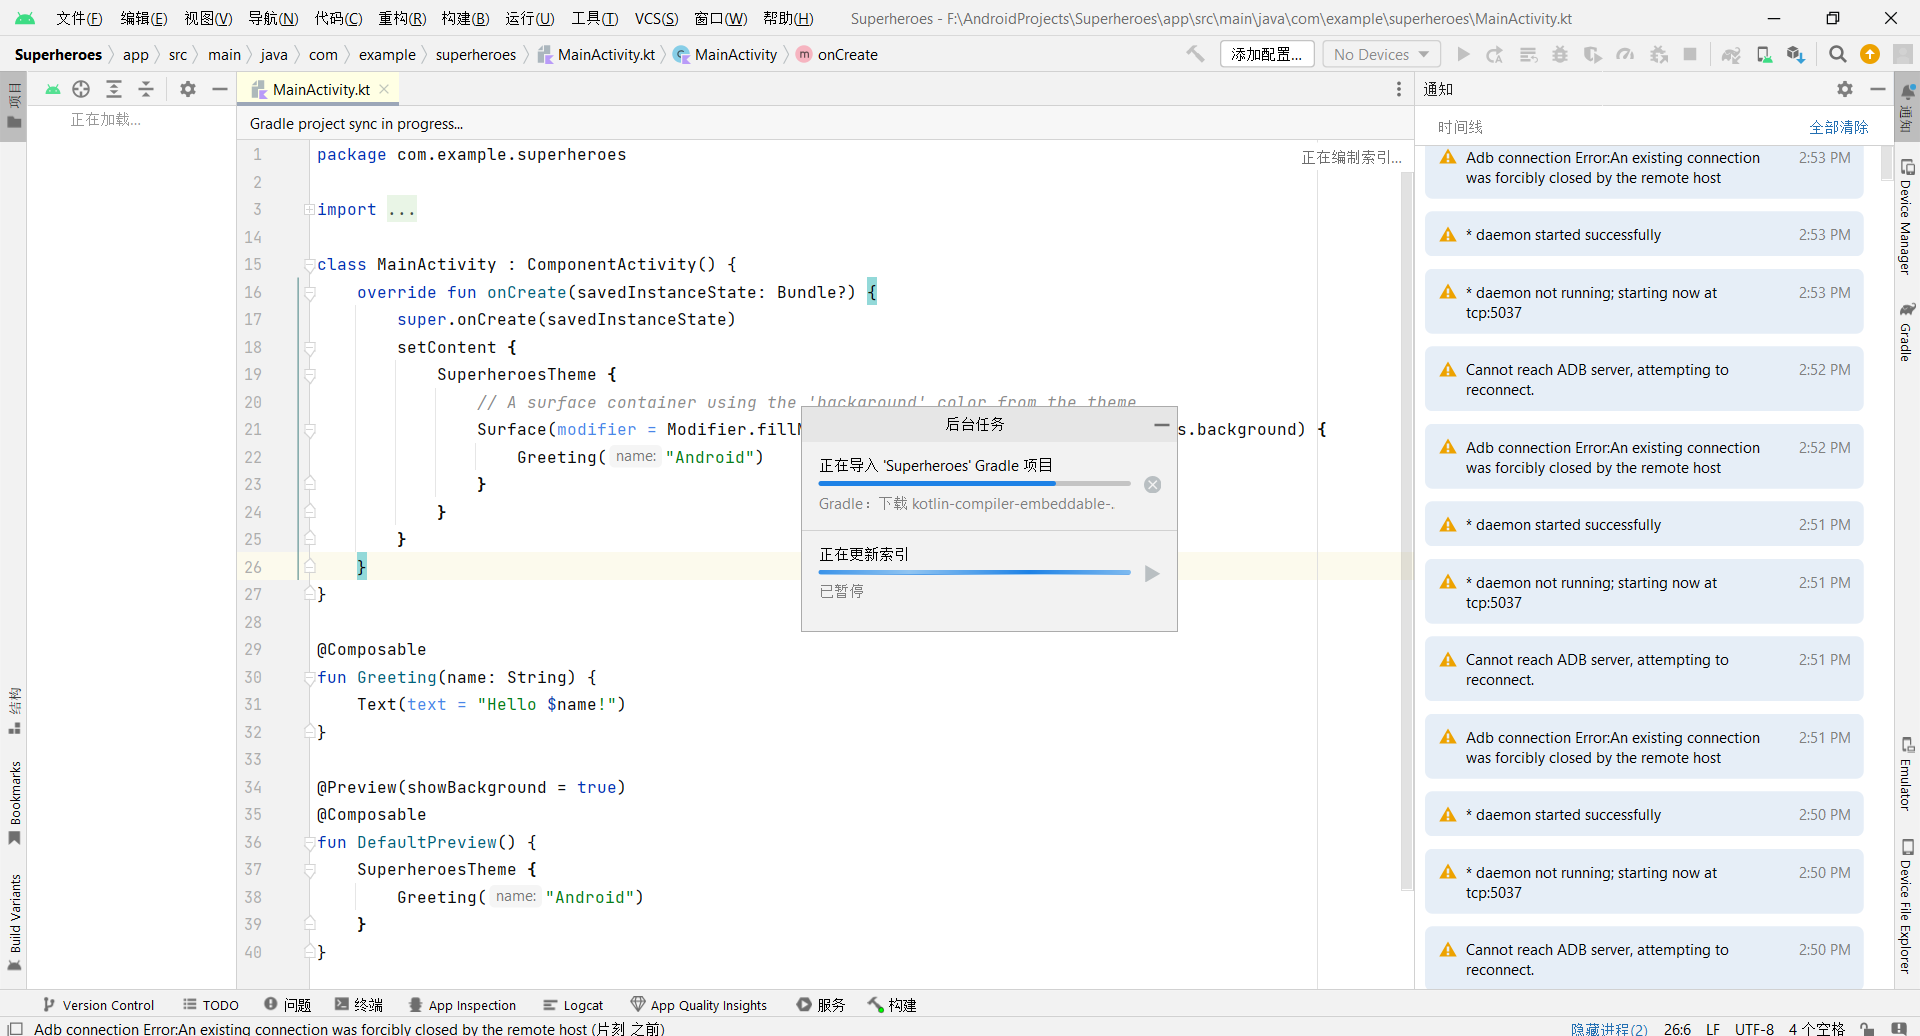 文件(F) 编辑(E) 视图(V) 导航(N) 代码(C) 重构(R) 构建(B) 运行(U) 工具(T) VCS(S) 窗口(W) 帮助(H) Superheroes - F:\AndroidProjects\Superheroes\app\src\main\java\com\example\superheroes\MainActivity.kt
Superheroes app src main java com example superheroes MainActivity.kt MainActivity onCreate 添加配置... No Devices
项目
正在加载...
MainActivity.kt
Gradle project sync in progress...
正在编制索引...
1 package com.example.superheroes
2
3 import ...
14
15 class MainActivity : ComponentActivity() {
16 override fun onCreate(savedInstanceState: Bundle?) {
17 super.onCreate(savedInstanceState)
18 setContent {
19 SuperheroesTheme {
20 // A surface container using the 'background' color from the theme
21 Surface(modifier = Modifier.fillM s.background) {
22 Greeting( name: "Android")
23 }
24 }
25 }
26 }
27 }
28
29 @Composable
30 fun Greeting(name: String) {
31 Text(text = "Hello $name!")
32 }
33
34 @Preview(showBackground = true)
35 @Composable
36 fun DefaultPreview() {
37 SuperheroesTheme {
38 Greeting( name: "Android")
39 }
40 }
后台任务
正在导入 'Superheroes' Gradle 项目
Gradle：下载 kotlin-compiler-embeddable-.
正在更新索引
已暂停
通知
时间线 全部清除
Adb connection Error:An existing connection 2:53 PM
was forcibly closed by the remote host
* daemon started successfully 2:53 PM
* daemon not running; starting now at 2:53 PM
tcp:5037
Cannot reach ADB server, attempting to 2:52 PM
reconnect.
Adb connection Error:An existing connection 2:52 PM
was forcibly closed by the remote host
* daemon started successfully 2:51 PM
* daemon not running; starting now at 2:51 PM
tcp:5037
Cannot reach ADB server, attempting to 2:51 PM
reconnect.
Adb connection Error:An existing connection 2:51 PM
was forcibly closed by the remote host
* daemon started successfully 2:50 PM
* daemon not running; starting now at 2:50 PM
tcp:5037
Cannot reach ADB server, attempting to 2:50 PM
reconnect.
通知
Device Manager
Gradle
Emulator
Device File Explorer
结构
Bookmarks
Build Variants
Version Control TODO 问题 终端 App Inspection Logcat App Quality Insights 服务 构建
Adb connection Error:An existing connection was forcibly closed by the remote host (片刻 之前) 隐藏进程(2) 26:6 LF UTF-8 4 个空格